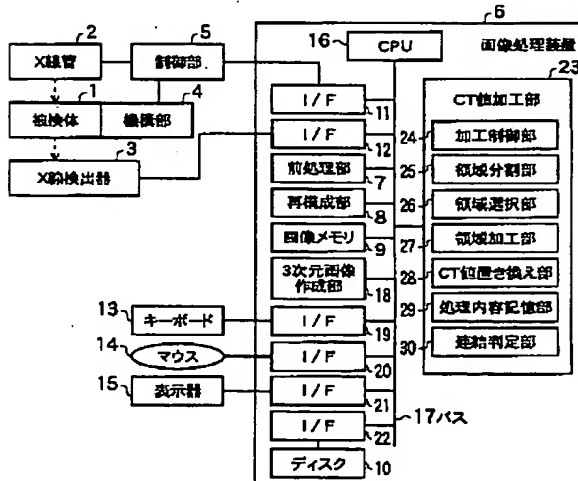 6
画像処理装置
2
X線管
5
制御部
16
CPU
23
1
被検体
4
機構部
3
X線検出器
I/F
11
I/F
12
前処理部
7
再構成部
8
画像メモリ
9
3次元画像
作成部
18
13
キーボード
I/F
19
14
マウス
I/F
20
15
表示器
I/F
21
I/F
22
17バス
ディスク
10
CT値加工部
24
加工制御部
25
領域分割部
26
領域選択部
27
領域加工部
28
CT値置き換え部
29
処理内容記憶部
30
連結判定部